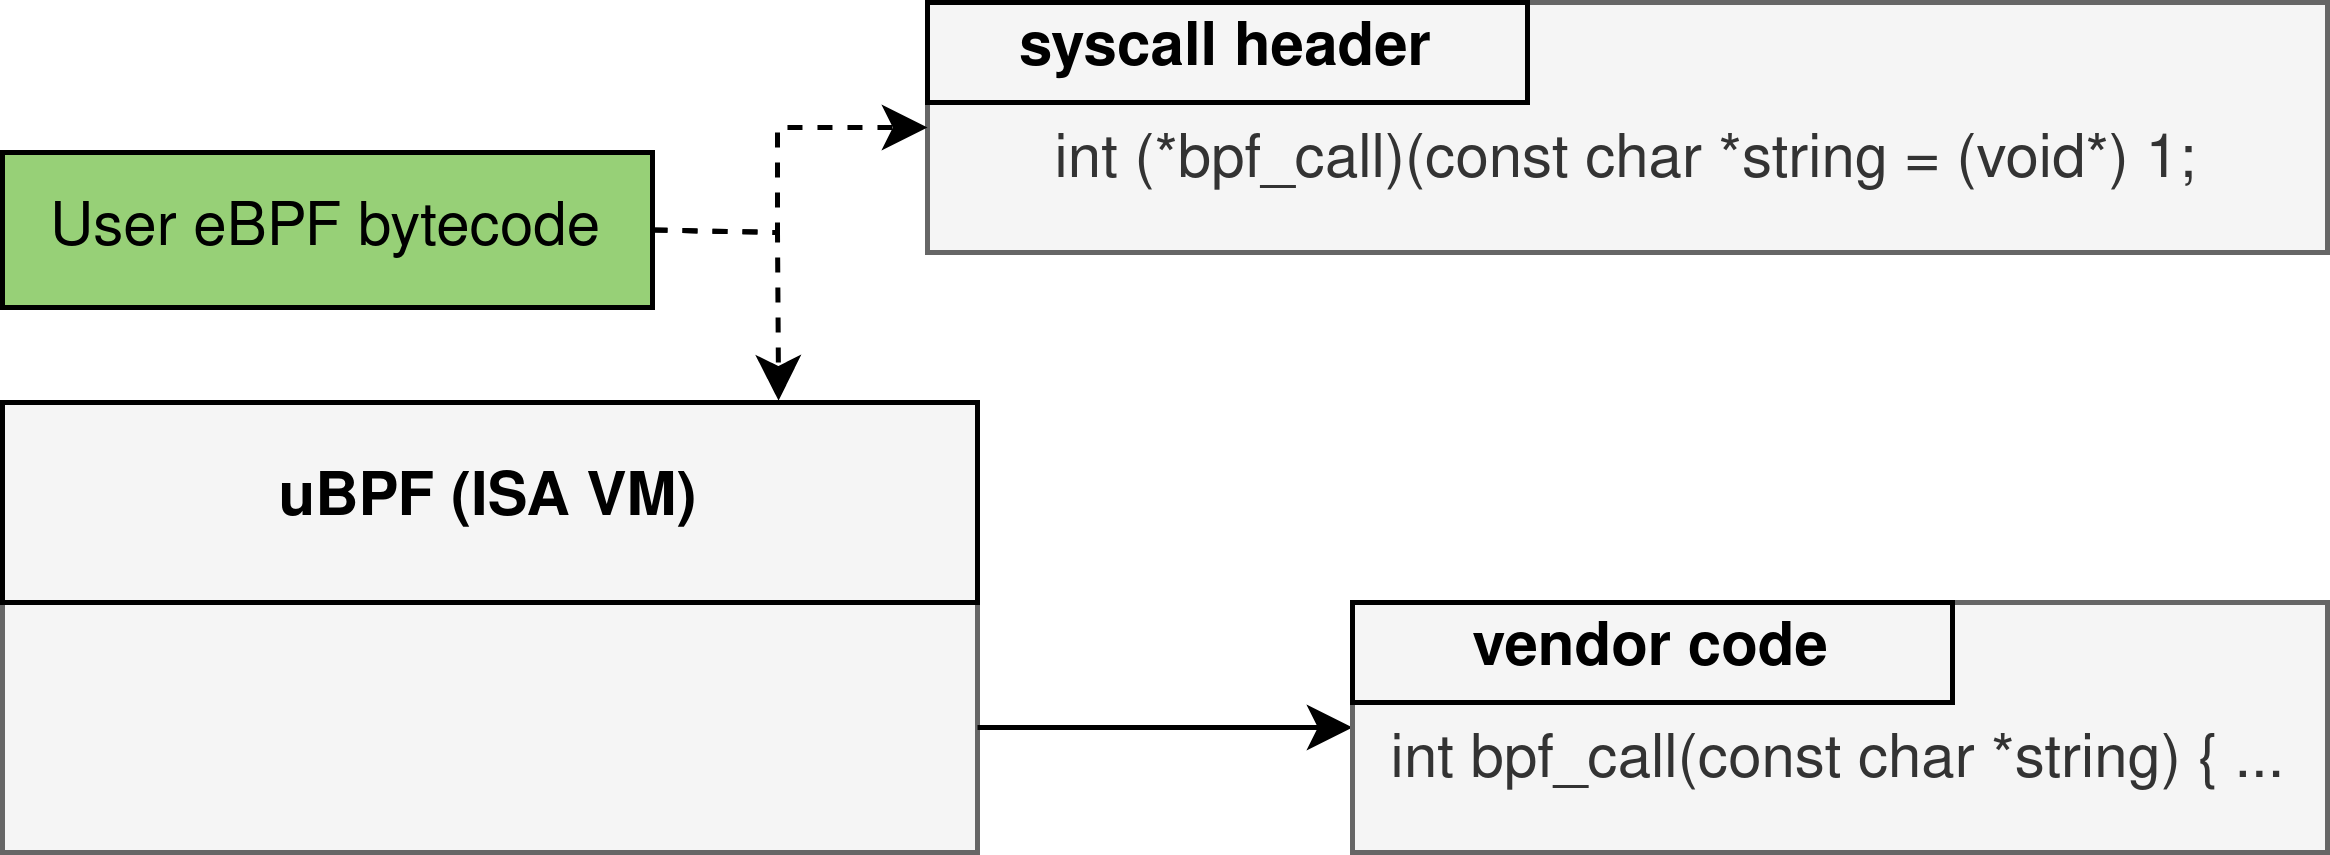 syscall header
int (*bpf_call)(const char *string = (void*) 1;
User eBPF bytecode
uBPF (ISA VM)
vendor code
int bpf_call(const char *string) { ...